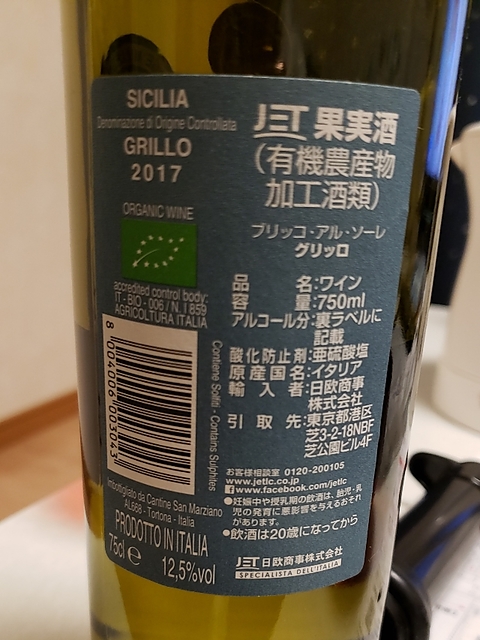 SICILIA
Denominazione di Origine Controllata
GRILLO
2017
ORGANIC WINE
accredited control body:
IT - BIO - 006 / N. I 859
AGRICOLTURA ITALIA
8 004006 003043
Contiene Solfiti - Contains Sulphites
Imbottigliato da Cantine San Marziano
AL668 - Tortona - Italia
PRODOTTO IN ITALIA
75cl e 12,5%vol
JET 果実酒
(有機農産物
加工酒類)
ブリッコ・アル・ソーレ
グリッロ
品名:ワイン
容量:750ml
アルコール分:裏ラベルに
記載
酸化防止剤:亜硫酸塩
原産国名:イタリア
輸入者:日欧商事
株式会社
引取先:東京都港区
芝3-2-18NBF
芝公園ビル4F
お客様相談室 0120-200105
www.jetlc.co.jp
f www.facebook.com/jetlc
●妊娠中や授乳期の飲酒は、胎児・乳
児の発育に悪影響を与えるおそれ
があります。
●飲酒は20歳になってから
JET 日欧商事株式会社
SPECIALISTA DELL'ITALIA